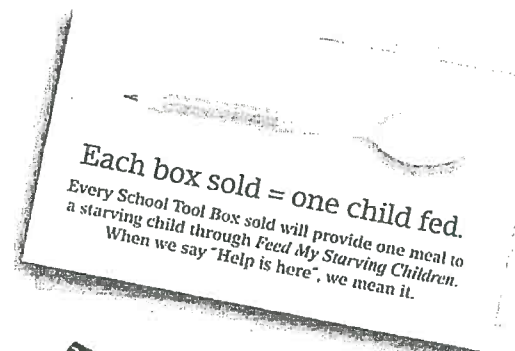 Each box sold = one child fed.
Every School Tool Box sold will provide one meal to
a starving child through Feed My Starving Children.
When we say "Help is here", we mean it.